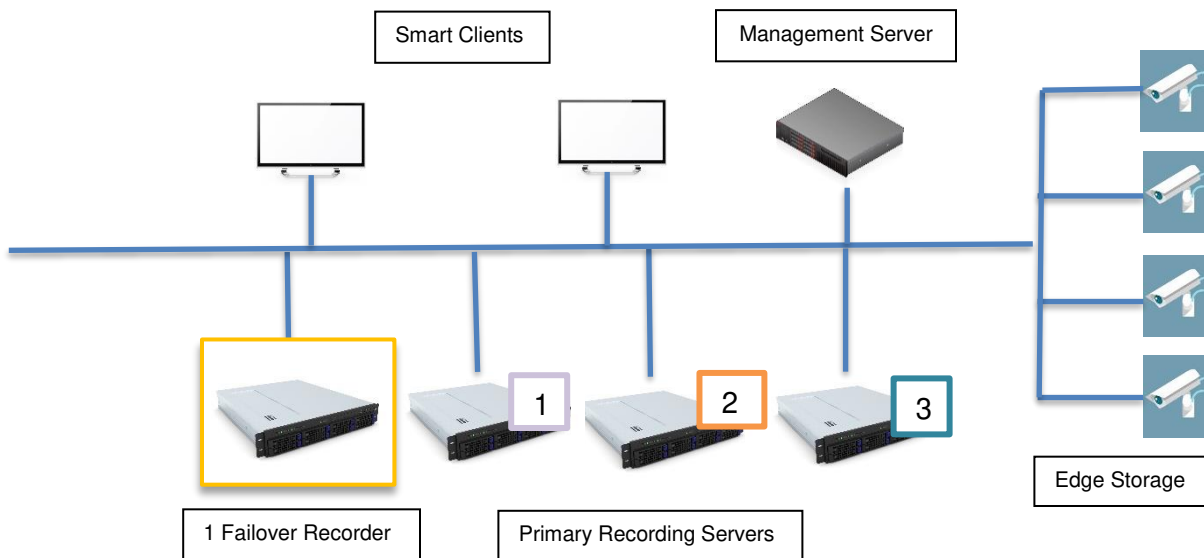 Smart Clients
Management Server
1
2
3
Edge Storage
1 Failover Recorder
Primary Recording Servers